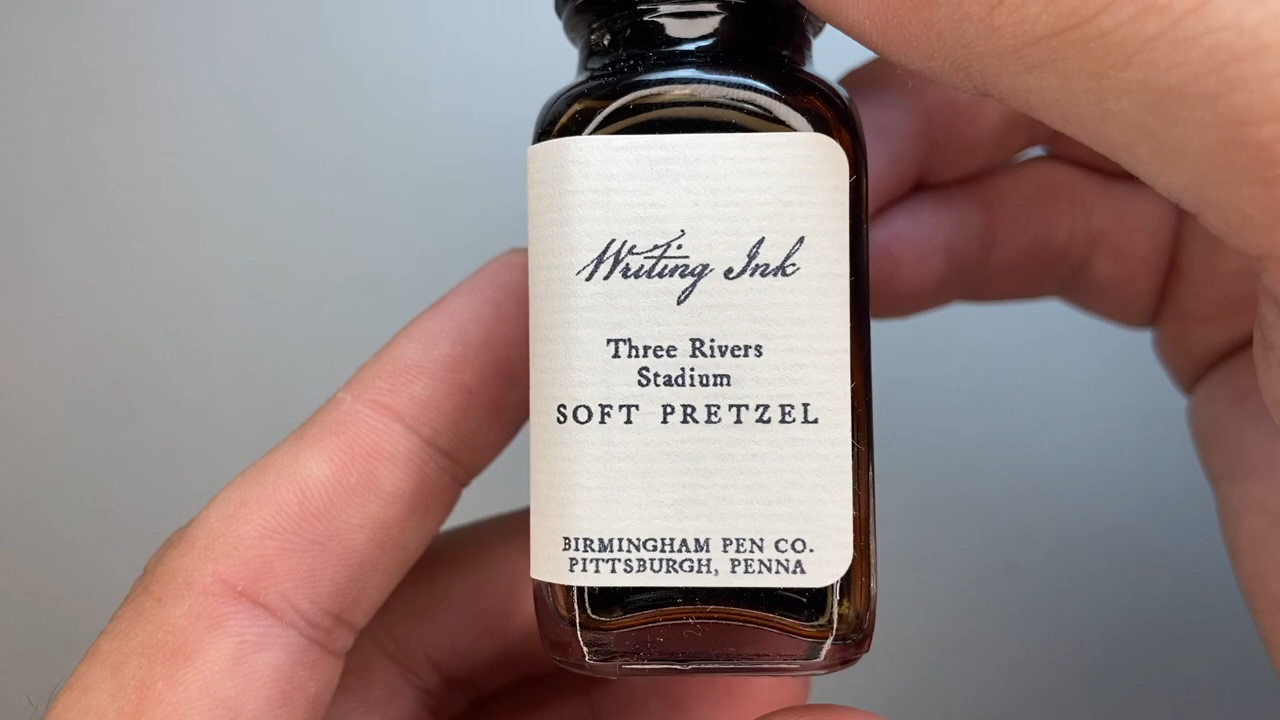 Writing Ink
Three Rivers
Stadium
SOFT PRETZEL
BIRMINGHAM PEN CO.
PITTSBURGH, PENNA